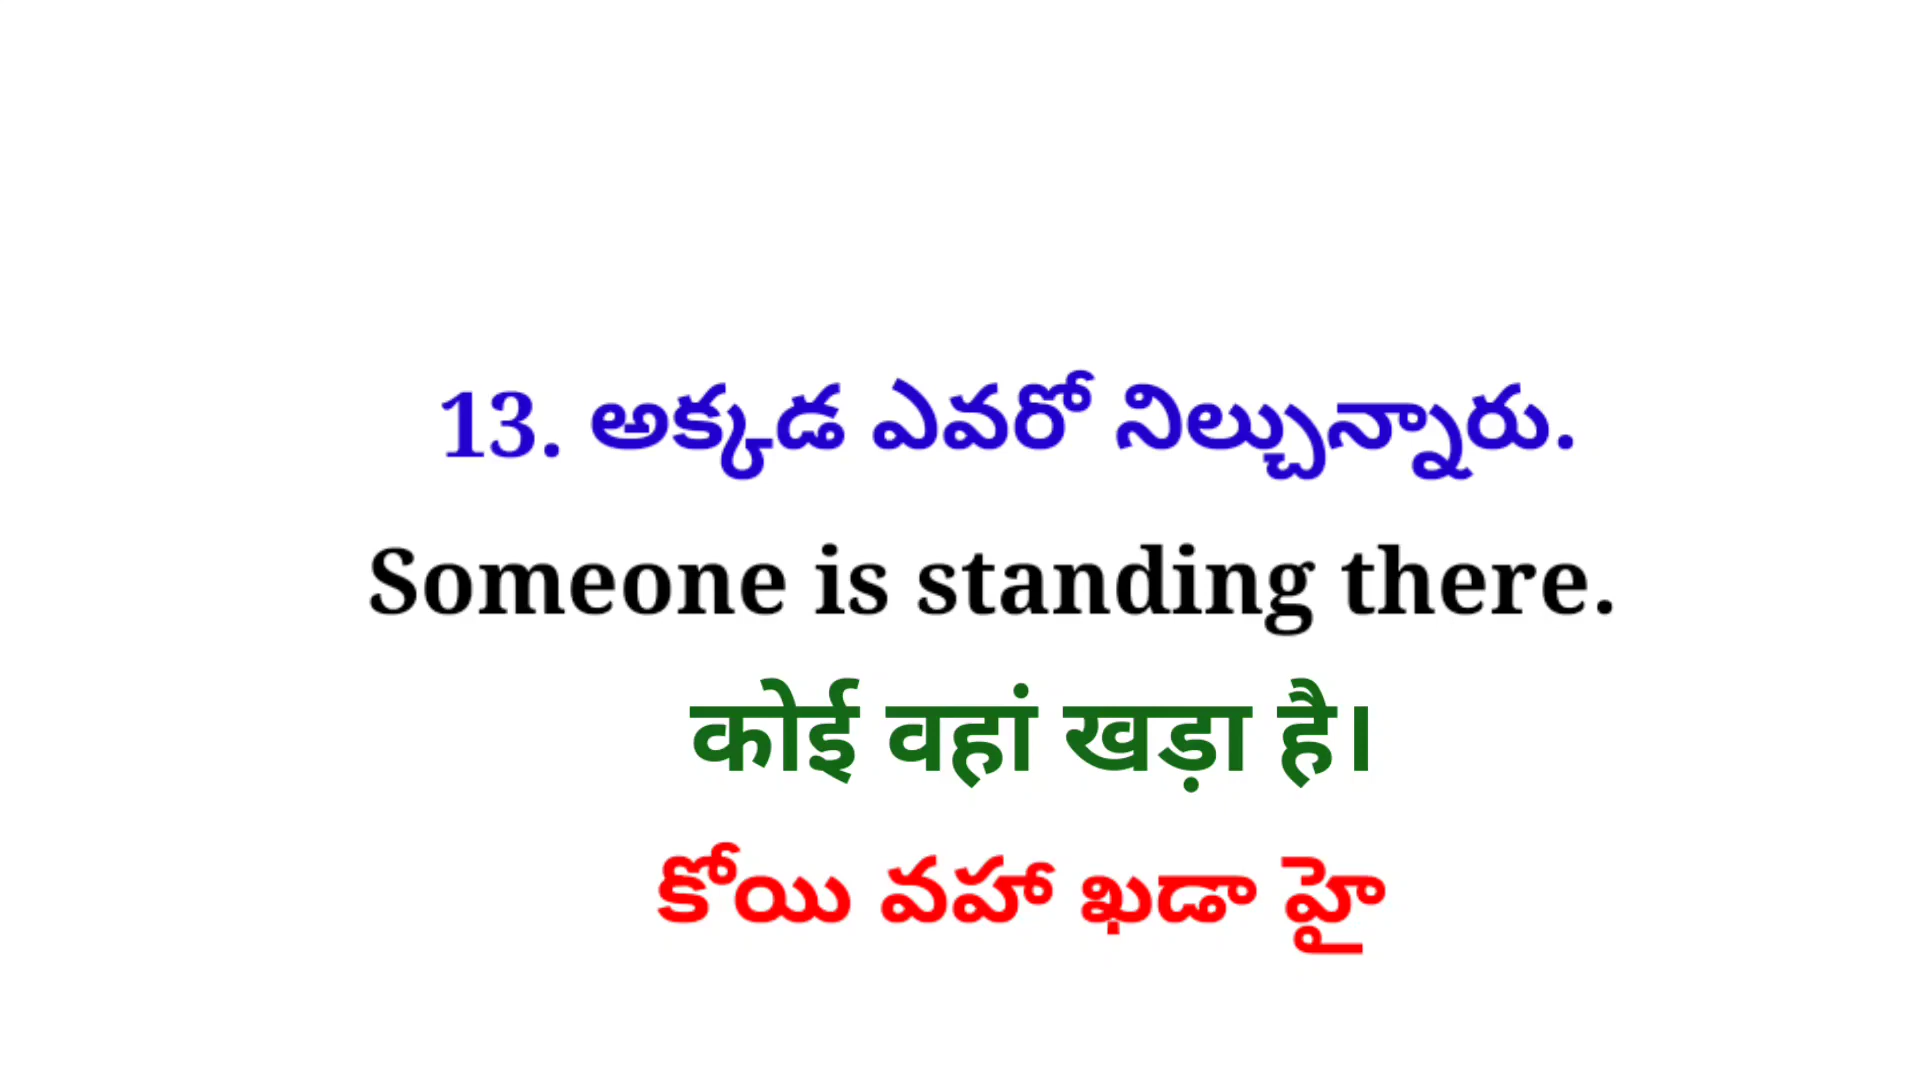 13. అక్కడ ఎవరో నిల్చున్నారు.
Someone is standing there.
कोई वहां खड़ा है।
కోయి వహా ఖడా హై